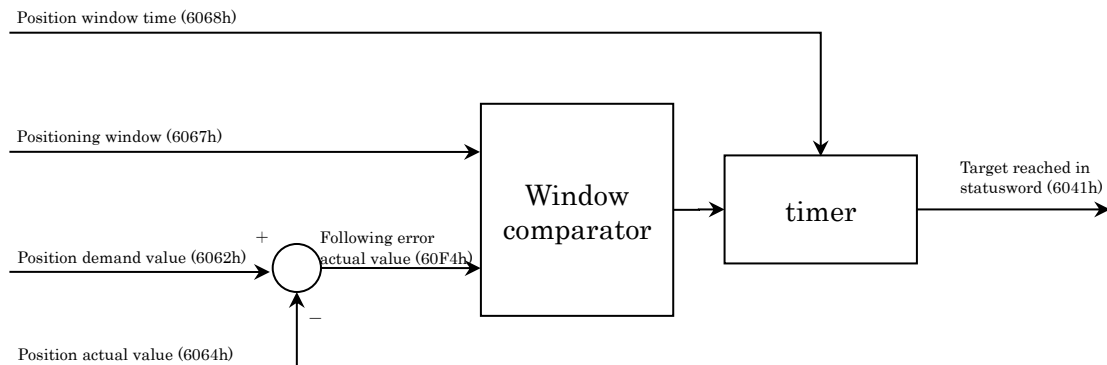 Position window time (6068h)
Positioning window (6067h)
Window
comparator
timer
Target reached in
statusword (6041h)
+
Following error
actual value (60F4h)
Position demand value (6062h)
−
Position actual value (6064h)